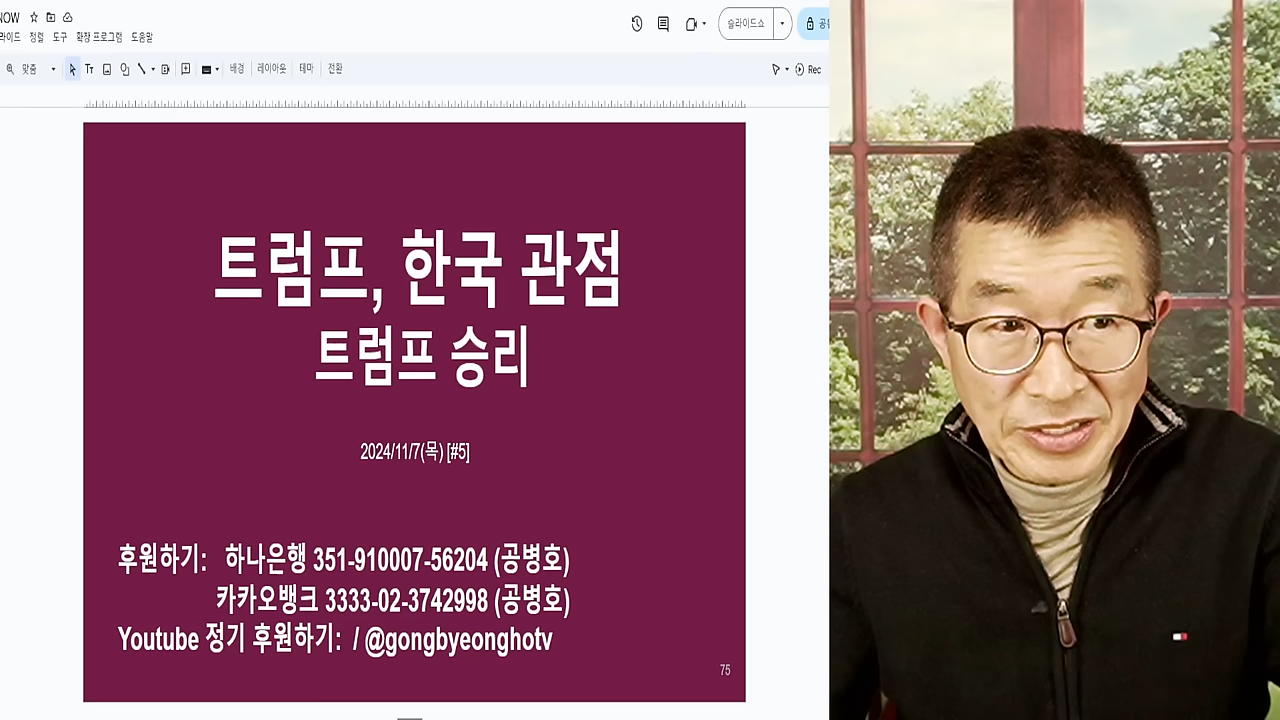 NOW
라이드 정렬 도구 확장 프로그램 도움말
슬라이드쇼
공유
맞춤
Tт
배경 레이아웃 테마 전환
Rec
트럼프, 한국 관점
트럼프 승리
2024/11/7(목) [#5]
후원하기: 하나은행 351-910007-56204 (공병호)
카카오뱅크 3333-02-3742998 (공병호)
Youtube 정기 후원하기: / @gongbyeonghotv
75